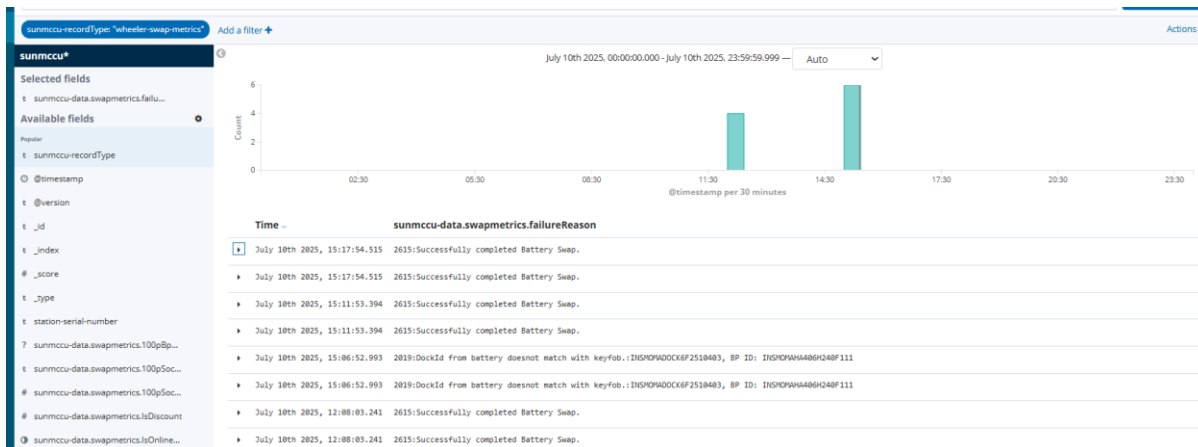 sunmccu-recordType: "wheeler-swap-metrics" Add a filter + Actions
sunmccu*
July 10th 2025, 00:00:00.000 - July 10th 2025, 23:59:59.999 — Auto
Selected fields
t sunmccu-data.swapmetrics.failu...
Available fields
Popular
t sunmccu-recordType
@timestamp
t @version
t _id
t _index
# _score
t _type
t station-serial-number
? sunmccu-data.swapmetrics.100pBp...
t sunmccu-data.swapmetrics.100pSoc...
# sunmccu-data.swapmetrics.100pSoc...
# sunmccu-data.swapmetrics.IsDiscount
sunmccu-data.swapmetrics.IsOnline...
Count
6
4
2
0
02:30 05:30 08:30 11:30 14:30 17:30 20:30 23:30
@timestamp per 30 minutes
Time sunmccu-data.swapmetrics.failureReason
July 10th 2025, 15:17:54.515 2615:Successfully completed Battery Swap.
July 10th 2025, 15:17:54.515 2615:Successfully completed Battery Swap.
July 10th 2025, 15:11:53.394 2615:Successfully completed Battery Swap.
July 10th 2025, 15:11:53.394 2615:Successfully completed Battery Swap.
July 10th 2025, 15:06:52.993 2019:DockId from battery doesnot match with keyfob.:INSMOMADOCK6F2510403, BP ID: INSMOMAHA406H240F111
July 10th 2025, 15:06:52.993 2019:DockId from battery doesnot match with keyfob.:INSMOMADOCK6F2510403, BP ID: INSMOMAHA406H240F111
July 10th 2025, 12:08:03.241 2615:Successfully completed Battery Swap.
July 10th 2025, 12:08:03.241 2615:Successfully completed Battery Swap.